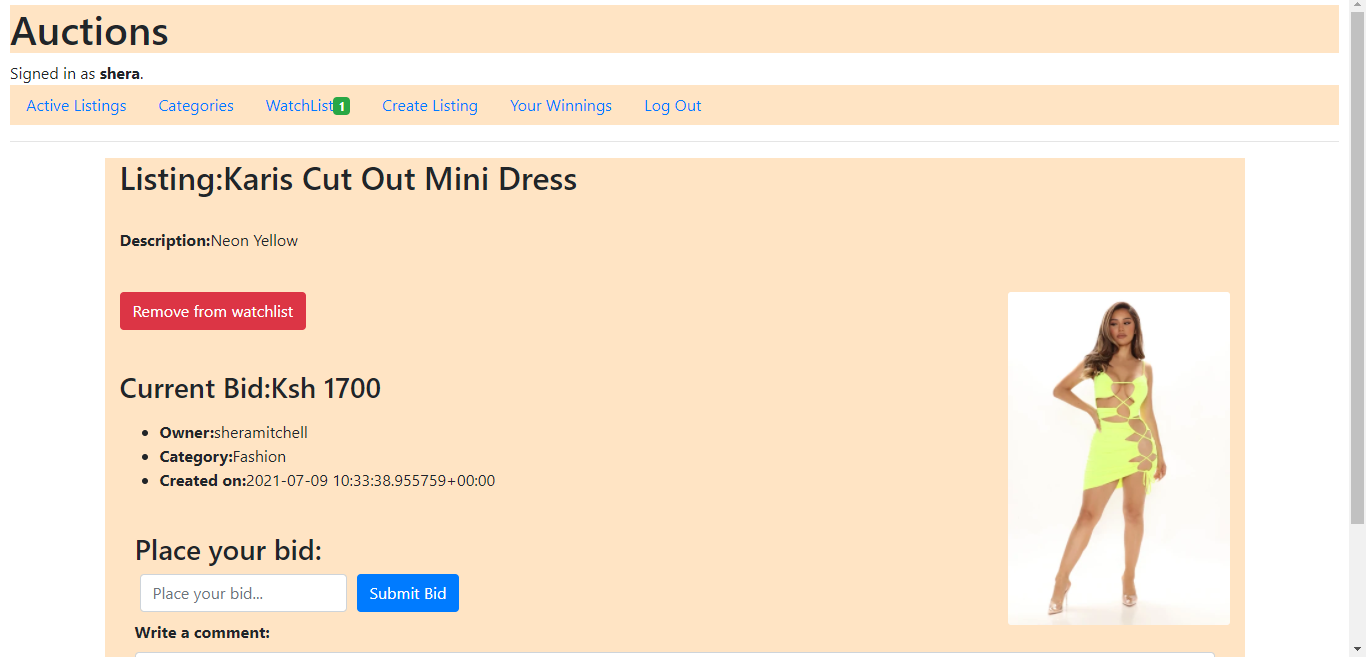 Auctions
Signed in as shera.
Active Listings Categories WatchList1 Create Listing Your Winnings Log Out
Listing:Karis Cut Out Mini Dress
Description:Neon Yellow
Remove from watchlist
Current Bid:Ksh 1700
Owner:sheramitchell
Category:Fashion
Created on:2021-07-09 10:33:38.955759+00:00
Place your bid:
Place your bid... Submit Bid
Write a comment: